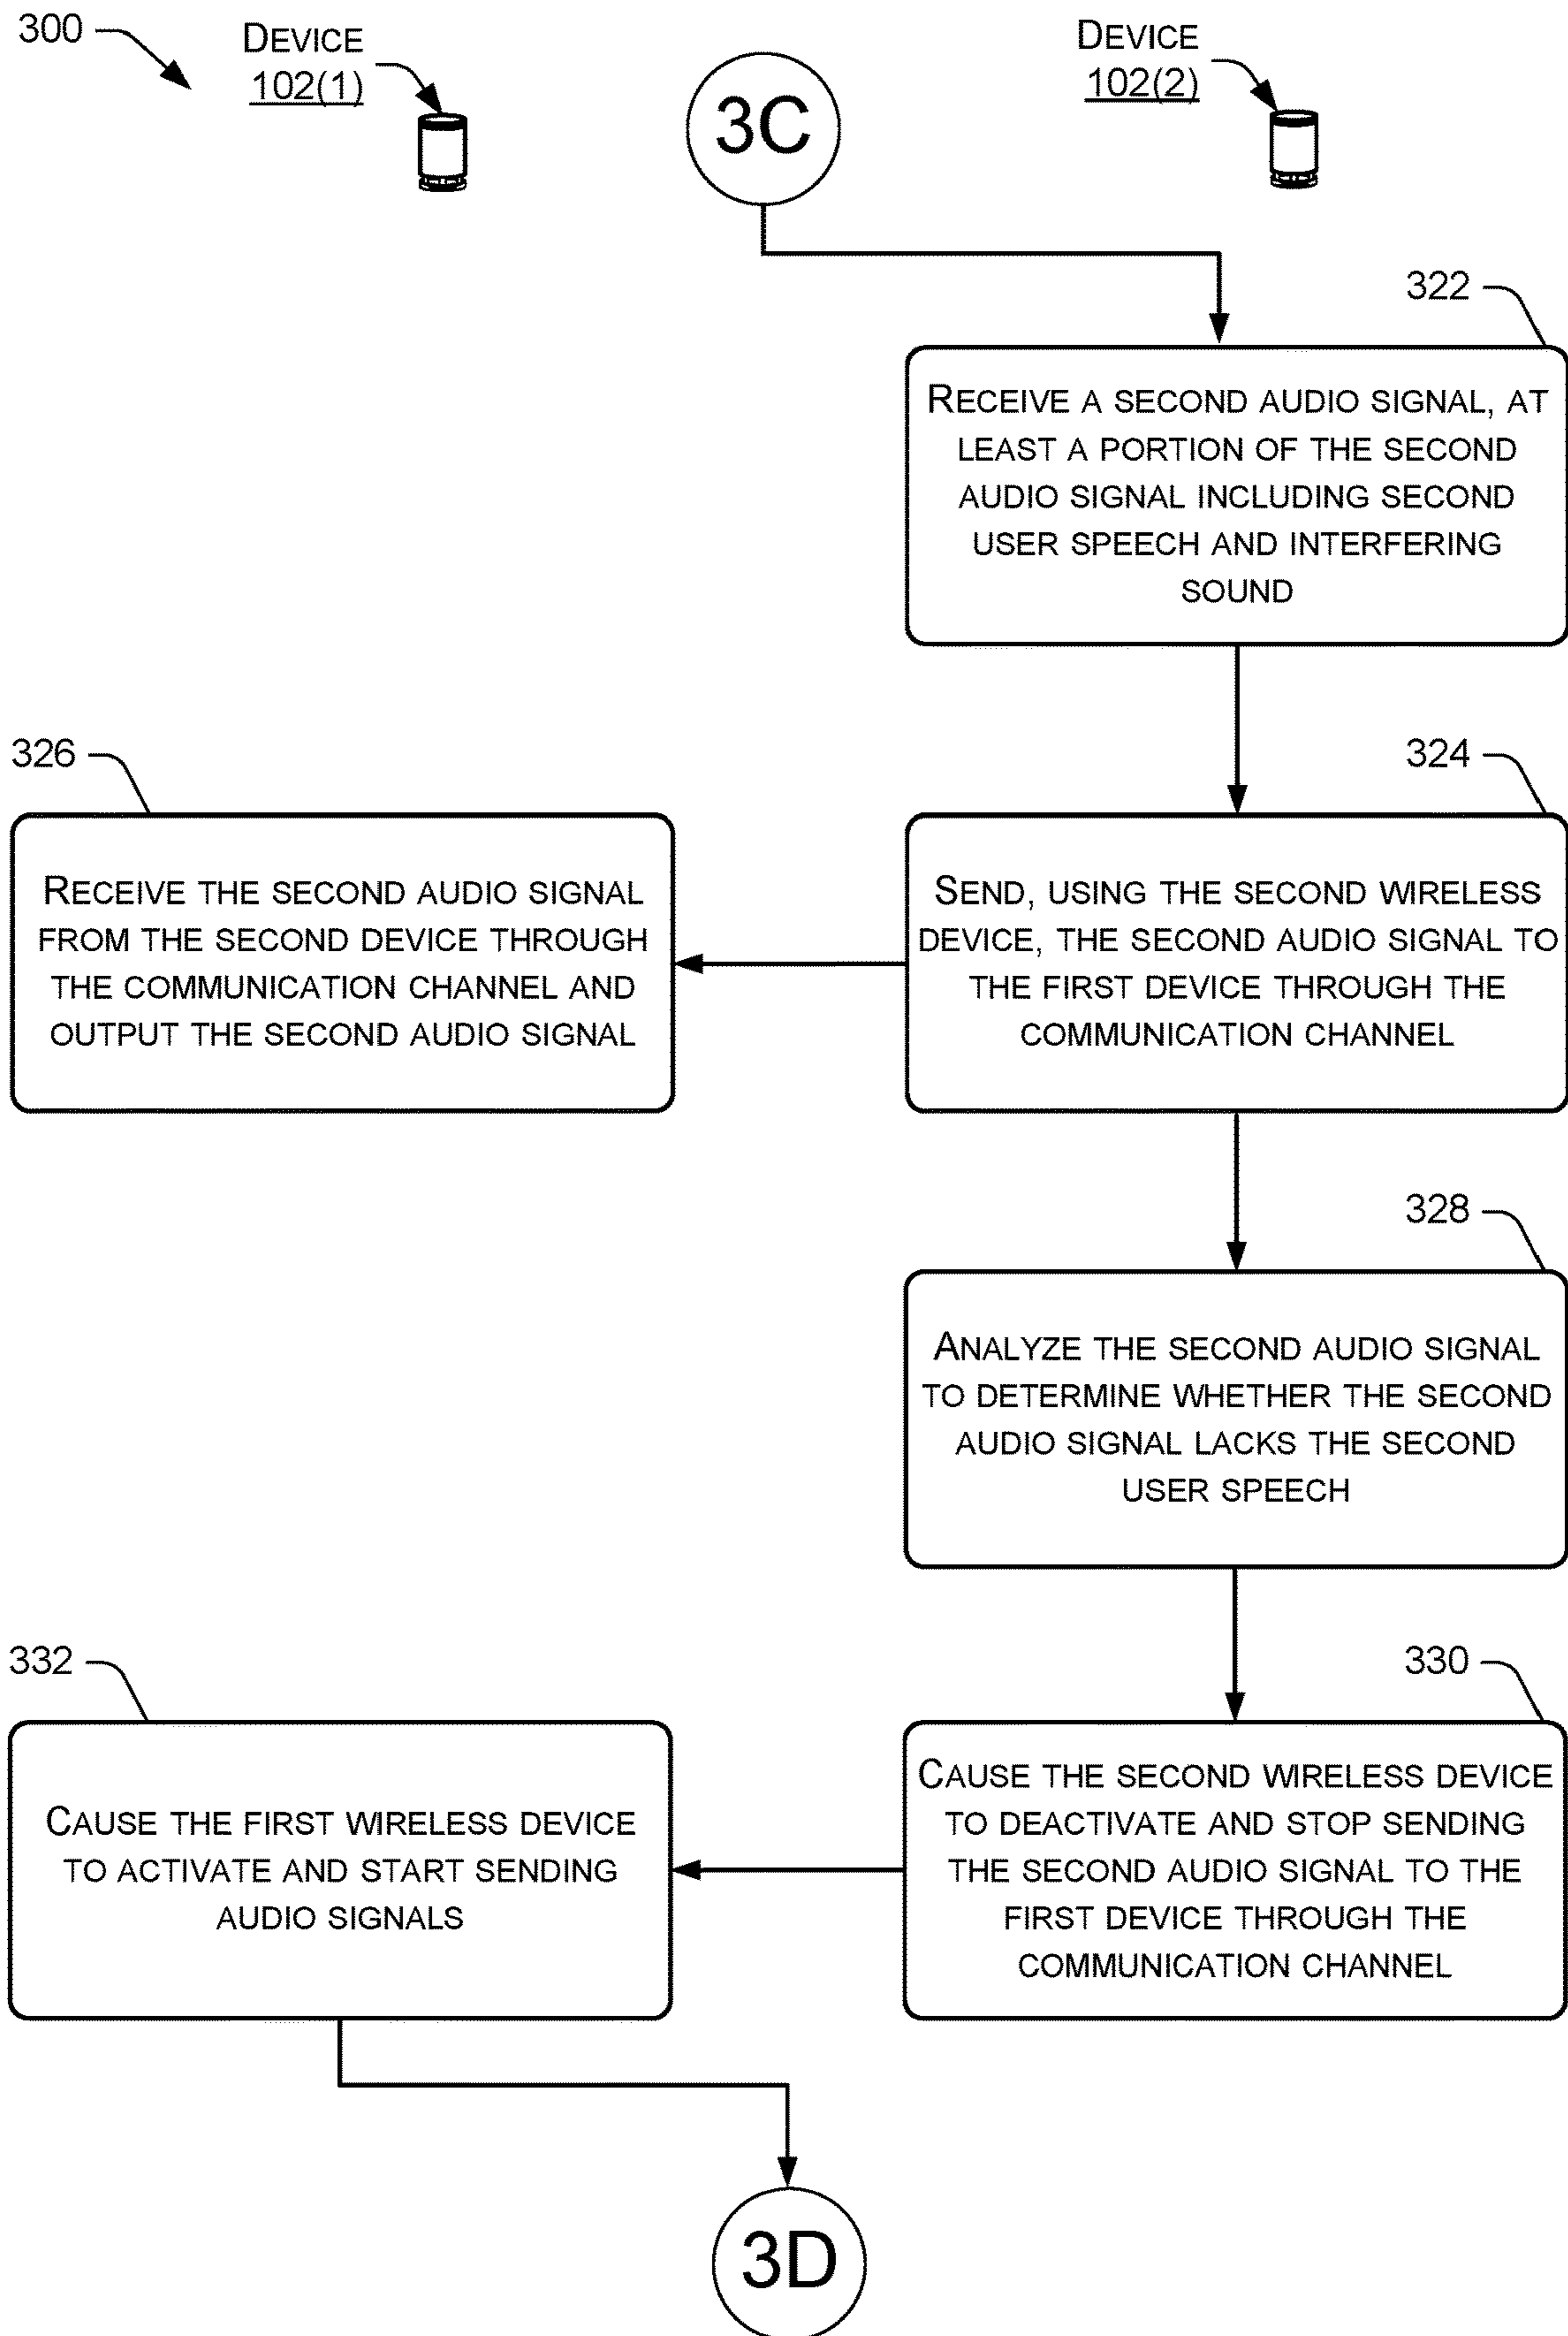 300
DEVICE
102(1)
3C
DEVICE
102(2)
322
RECEIVE A SECOND AUDIO SIGNAL, AT
LEAST A PORTION OF THE SECOND
AUDIO SIGNAL INCLUDING SECOND
USER SPEECH AND INTERFERING
SOUND
326
324
RECEIVE THE SECOND AUDIO SIGNAL
FROM THE SECOND DEVICE THROUGH
THE COMMUNICATION CHANNEL AND
OUTPUT THE SECOND AUDIO SIGNAL
SEND, USING THE SECOND WIRELESS
DEVICE, THE SECOND AUDIO SIGNAL TO
THE FIRST DEVICE THROUGH THE
COMMUNICATION CHANNEL
328
ANALYZE THE SECOND AUDIO SIGNAL
TO DETERMINE WHETHER THE SECOND
AUDIO SIGNAL LACKS THE SECOND
USER SPEECH
332
330
CAUSE THE FIRST WIRELESS DEVICE
TO ACTIVATE AND START SENDING
AUDIO SIGNALS
CAUSE THE SECOND WIRELESS DEVICE
TO DEACTIVATE AND STOP SENDING
THE SECOND AUDIO SIGNAL TO THE
FIRST DEVICE THROUGH THE
COMMUNICATION CHANNEL
3D